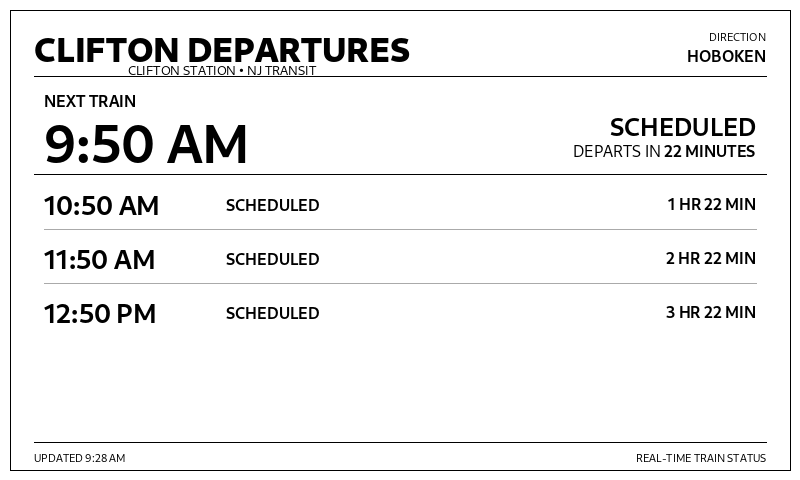 CLIFTON DEPARTURES
CLIFTON STATION • NJ TRANSIT
DIRECTION
HOBOKEN
NEXT TRAIN
9:50 AM
SCHEDULED
DEPARTS IN 22 MINUTES
10:50 AM SCHEDULED 1 HR 22 MIN
11:50 AM SCHEDULED 2 HR 22 MIN
12:50 PM SCHEDULED 3 HR 22 MIN
UPDATED 9:28 AM
REAL-TIME TRAIN STATUS